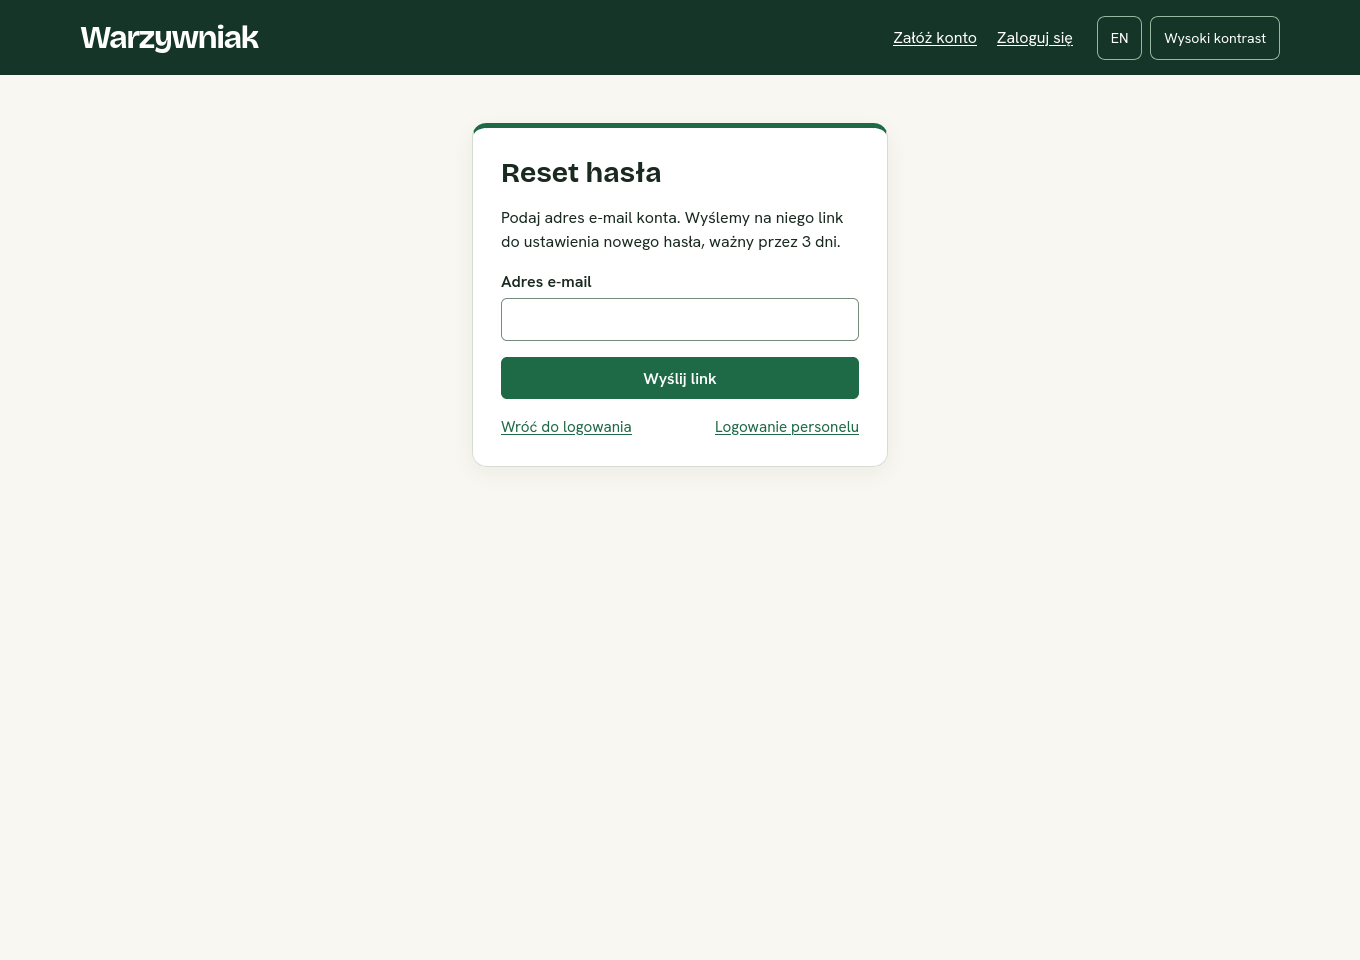 Warzywniak
Załóż konto
Zaloguj się
EN
Wysoki kontrast
Reset hasła
Podaj adres e-mail konta. Wyślemy na niego link
do ustawienia nowego hasła, ważny przez 3 dni.
Adres e-mail
Wyślij link
Wróć do logowania
Logowanie personelu